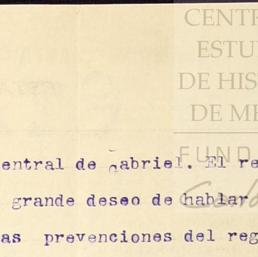 CENTR
ESTU
DE HIS
DE ME
FUND
entral de gabriel. El re
grande deseo de hablar
as prevenciones del reg